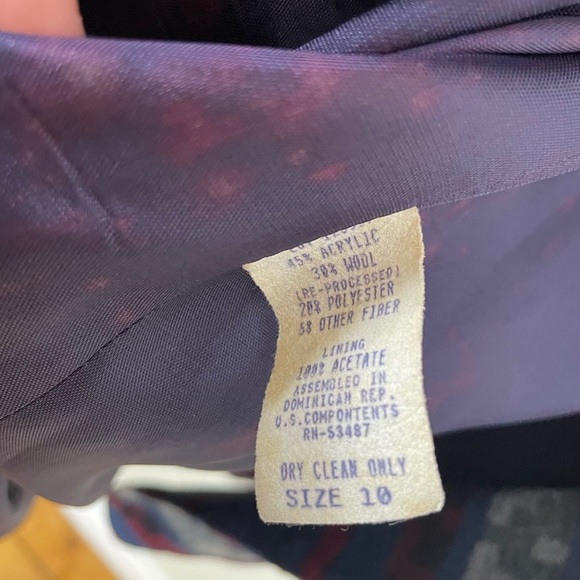 45% ACRYLIC
30% WOOL
(RE-PROCESSED)
20% POLYESTER
5% OTHER FIBER
LINING
100% ACETATE
ASSEMBLED IN
DOMINICAN REP.
U.S.COMPONTENTS
RN-53487
DRY CLEAN ONLY
SIZE 10